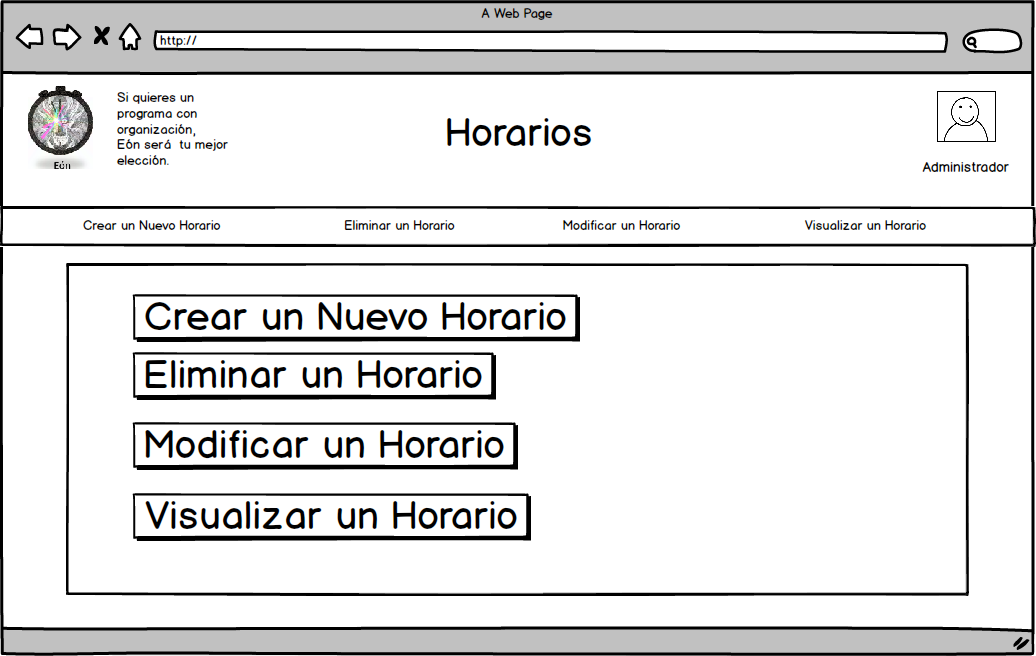 A Web Page
http://
Si quieres un
programa con
organización,
Eón será tu mejor
elección.
Eón
Horarios
Administrador
Crear un Nuevo Horario
Eliminar un Horario
Modificar un Horario
Visualizar un Horario
Crear un Nuevo Horario
Eliminar un Horario
Modificar un Horario
Visualizar un Horario